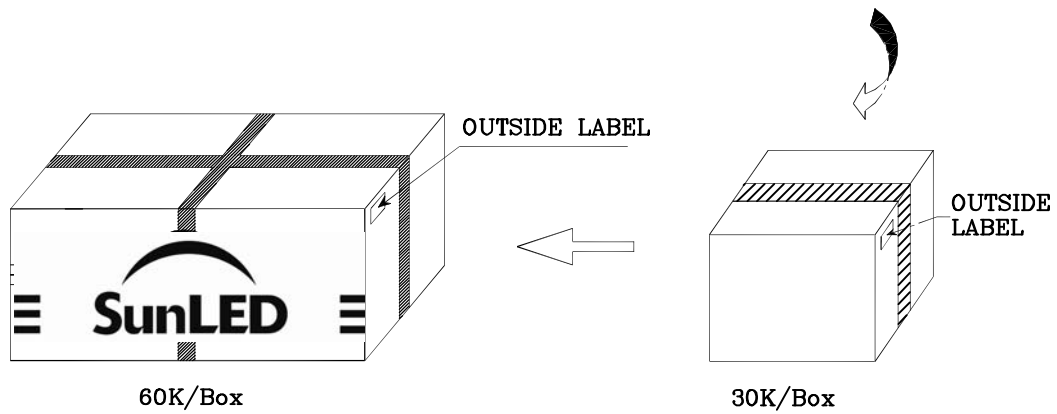 OUTSIDE LABEL
OUTSIDE
LABEL
SunLED
60K/Box
30K/Box